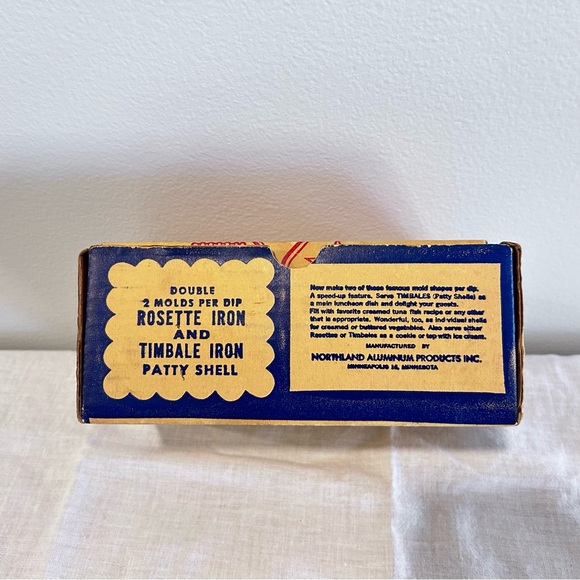 DOUBLE
2 MOLDS PER DIP
ROSETTE IRON
AND
TIMBALE IRON
PATTY SHELL
Now make two of these famous mold shapes per dip.
A speed-up feature. Serve TIMBALES (Patty Shells) as a
main luncheon dish and delight your guests.
Fill with favorite creamed tuna fish recipe or any other
that is appropriate. Wonderful, too, as individual shells
for creamed or buttered vegetables. Also serve either
Rosettes or Timbales as a cookie or top with ice cream.
MANUFACTURED BY
NORTHLAND ALUMINUM PRODUCTS INC.
MINNEAPOLIS 16, MINNESOTA